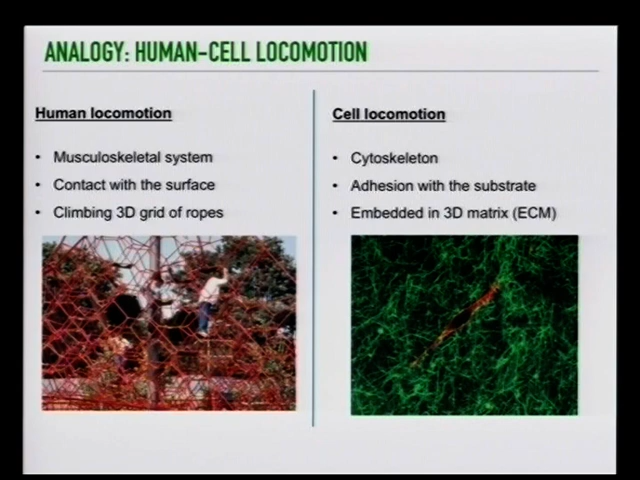 ANALOGY: HUMAN-CELL LOCOMOTION
Human locomotion
• Musculoskeletal system
• Contact with the surface
• Climbing 3D grid of ropes
Cell locomotion
• Cytoskeleton
• Adhesion with the substrate
• Embedded in 3D matrix (ECM)